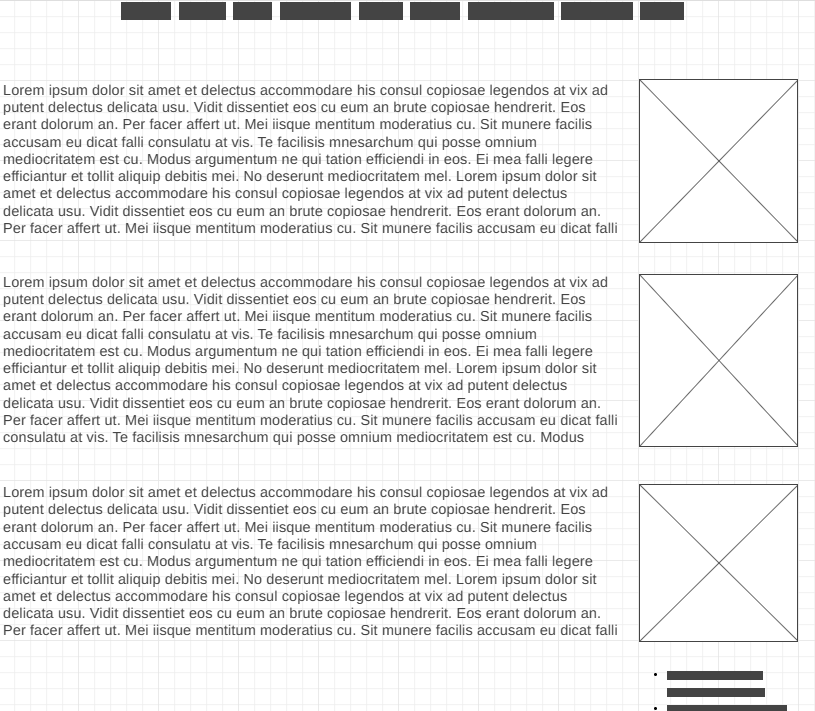 Lorem ipsum dolor sit amet et delectus accommodare his consul copiosae legendos at vix ad
putent delectus delicata usu. Vidit dissentiet eos cu eum an brute copiosae hendrerit. Eos
erant dolorum an. Per facer affert ut. Mei iisque mentitum moderatius cu. Sit munere facilis
accusam eu dicat falli consulatu at vis. Te facilisis mnesarchum qui posse omnium
mediocritatem est cu. Modus argumentum ne qui tation efficiendi in eos. Ei mea falli legere
efficiantur et tollit aliquip debitis mei. No deserunt mediocritatem mel. Lorem ipsum dolor sit
amet et delectus accommodare his consul copiosae legendos at vix ad putent delectus
delicata usu. Vidit dissentiet eos cu eum an brute copiosae hendrerit. Eos erant dolorum an.
Per facer affert ut. Mei iisque mentitum moderatius cu. Sit munere facilis accusam eu dicat falli
Lorem ipsum dolor sit amet et delectus accommodare his consul copiosae legendos at vix ad
putent delectus delicata usu. Vidit dissentiet eos cu eum an brute copiosae hendrerit. Eos
erant dolorum an. Per facer affert ut. Mei iisque mentitum moderatius cu. Sit munere facilis
accusam eu dicat falli consulatu at vis. Te facilisis mnesarchum qui posse omnium
mediocritatem est cu. Modus argumentum ne qui tation efficiendi in eos. Ei mea falli legere
efficiantur et tollit aliquip debitis mei. No deserunt mediocritatem mel. Lorem ipsum dolor sit
amet et delectus accommodare his consul copiosae legendos at vix ad putent delectus
delicata usu. Vidit dissentiet eos cu eum an brute copiosae hendrerit. Eos erant dolorum an.
Per facer affert ut. Mei iisque mentitum moderatius cu. Sit munere facilis accusam eu dicat falli
consulatu at vis. Te facilisis mnesarchum qui posse omnium mediocritatem est cu. Modus
Lorem ipsum dolor sit amet et delectus accommodare his consul copiosae legendos at vix ad
putent delectus delicata usu. Vidit dissentiet eos cu eum an brute copiosae hendrerit. Eos
erant dolorum an. Per facer affert ut. Mei iisque mentitum moderatius cu. Sit munere facilis
accusam eu dicat falli consulatu at vis. Te facilisis mnesarchum qui posse omnium
mediocritatem est cu. Modus argumentum ne qui tation efficiendi in eos. Ei mea falli legere
efficiantur et tollit aliquip debitis mei. No deserunt mediocritatem mel. Lorem ipsum dolor sit
amet et delectus accommodare his consul copiosae legendos at vix ad putent delectus
delicata usu. Vidit dissentiet eos cu eum an brute copiosae hendrerit. Eos erant dolorum an.
Per facer affert ut. Mei iisque mentitum moderatius cu. Sit munere facilis accusam eu dicat falli